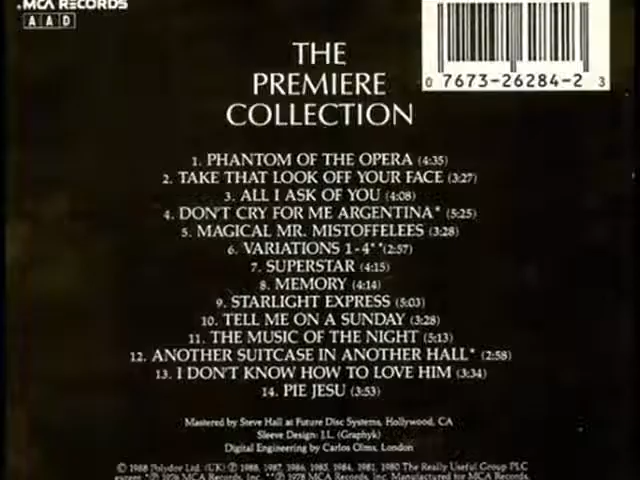 MCA RECORDS
A A D
0 7673-26284-2 3
THE
PREMIERE
COLLECTION
1. PHANTOM OF THE OPERA (4:35)
2. TAKE THAT LOOK OFF YOUR FACE (3:27)
3. ALL I ASK OF YOU (4:08)
4. DON'T CRY FOR ME ARGENTINA* (5:25)
5. MAGICAL MR. MISTOFFELEES (3:28)
6. VARIATIONS 1-4**(2:57)
7. SUPERSTAR (4:15)
8. MEMORY (4:14)
9. STARLIGHT EXPRESS (5:03)
10. TELL ME ON A SUNDAY (3:28)
11. THE MUSIC OF THE NIGHT (5:13)
12. ANOTHER SUITCASE IN ANOTHER HALL* (2:58)
13. I DON'T KNOW HOW TO LOVE HIM (3:34)
14. PIE JESU (3:53)
Mastered by Steve Hall at Future Disc Systems, Hollywood, CA
Sleeve Design: J.L. (Graphyk)
Digital Engineering by Carlos Olms, London
© 1988 Polydor Ltd. (UK) ℗ 1988, 1987, 1986, 1985, 1984, 1981, 1980 The Really Useful Group PLC
except *℗ 1976 MCA Records, Inc. **℗ 1978 MCA Records, Inc. Manufactured for MCA Records,